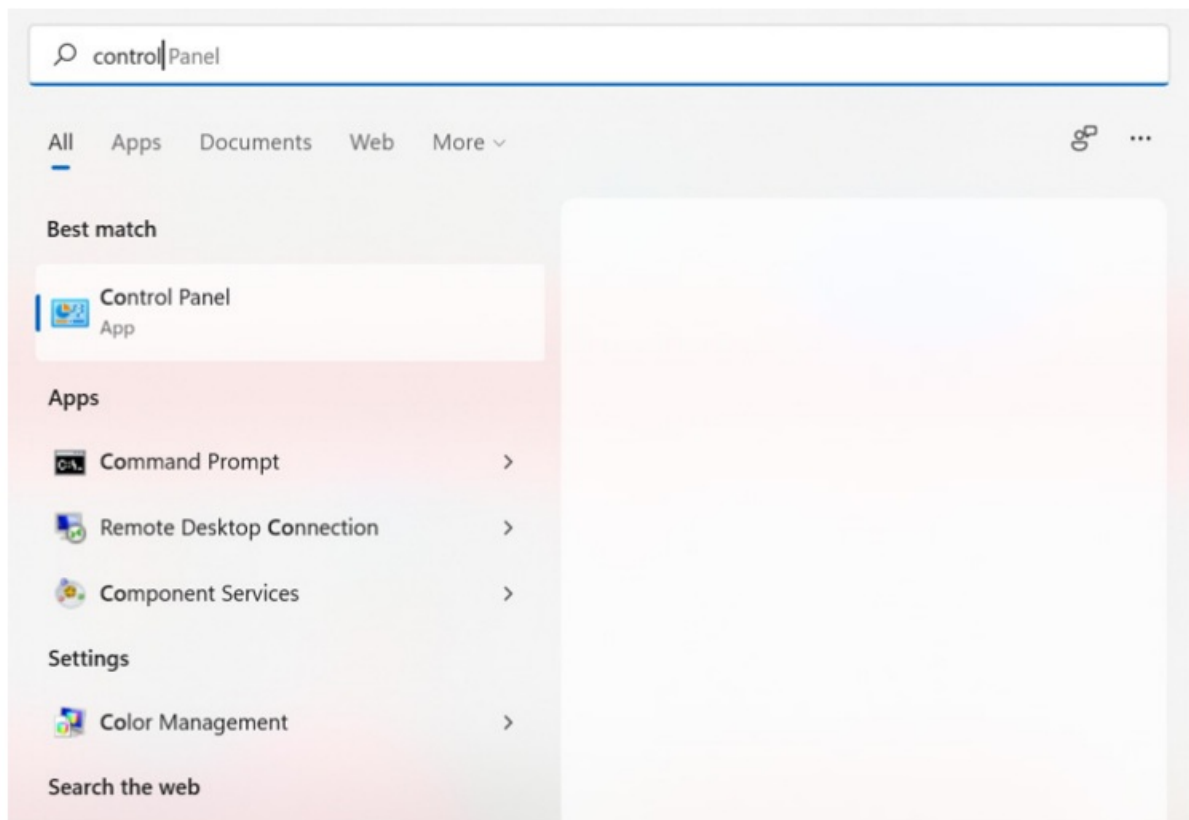 control Panel
All Apps Documents Web More
Best match
Control Panel
App
Apps
C:\.
Command Prompt
Remote Desktop Connection
Component Services
Settings
Color Management
Search the web